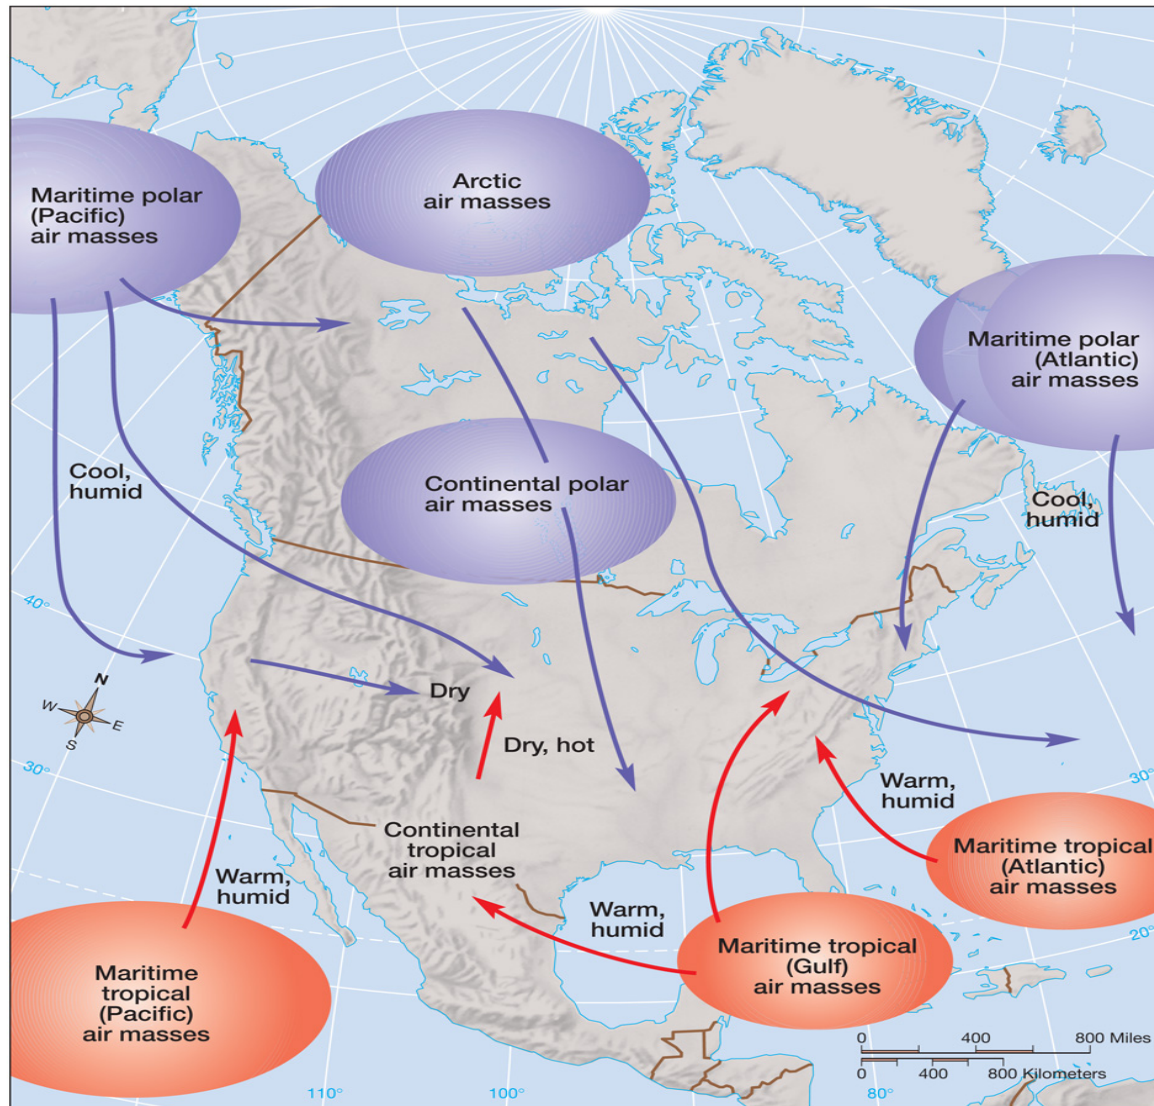 Maritime polar
(Pacific)
air masses
Arctic
air masses
Maritime polar
(Atlantic)
air masses
Continental polar
air masses
Cool,
humid
Cool,
humid
40°
N
W
E
S
Dry
Dry, hot
30°
Warm,
humid
30°
Continental
tropical
air masses
Maritime tropical
(Atlantic)
air masses
Warm,
humid
Warm,
humid
20°
Maritime tropical
(Gulf)
air masses
Maritime
tropical
(Pacific)
air masses
0 400 800 Miles
0 400 800 Kilometers
110°
100°
80°